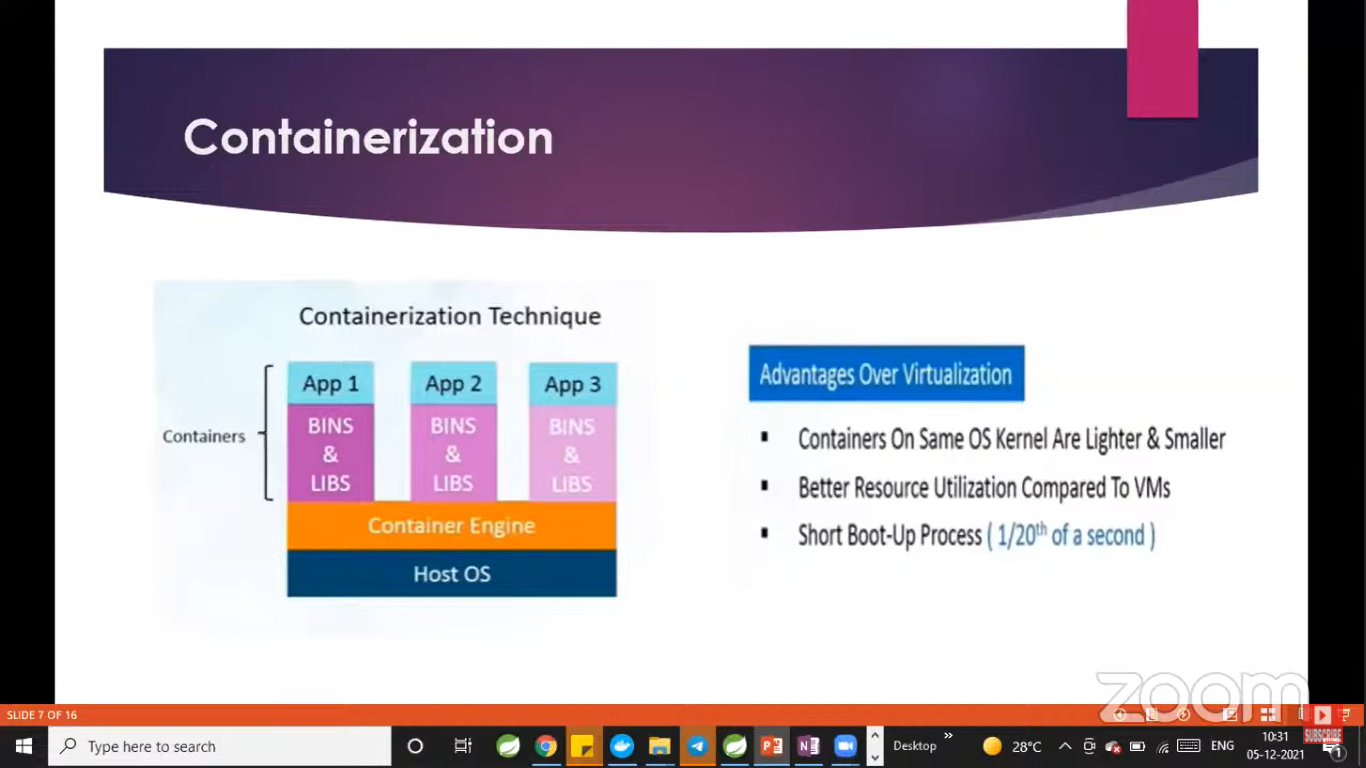 Containerization
Containerization Technique
Containers
App 1
BINS
&
LIBS
App 2
BINS
&
LIBS
App 3
BINS
&
LIBS
Container Engine
Host OS
Advantages Over Virtualization
Containers On Same OS Kernel Are Lighter & Smaller
Better Resource Utilization Compared To VMs
Short Boot-Up Process ( 1/20th of a second )
zoom
SLIDE 7 OF 16
SUBSCRIBE
Type here to search
Desktop
28°C
ENG
10:31
05-12-2021